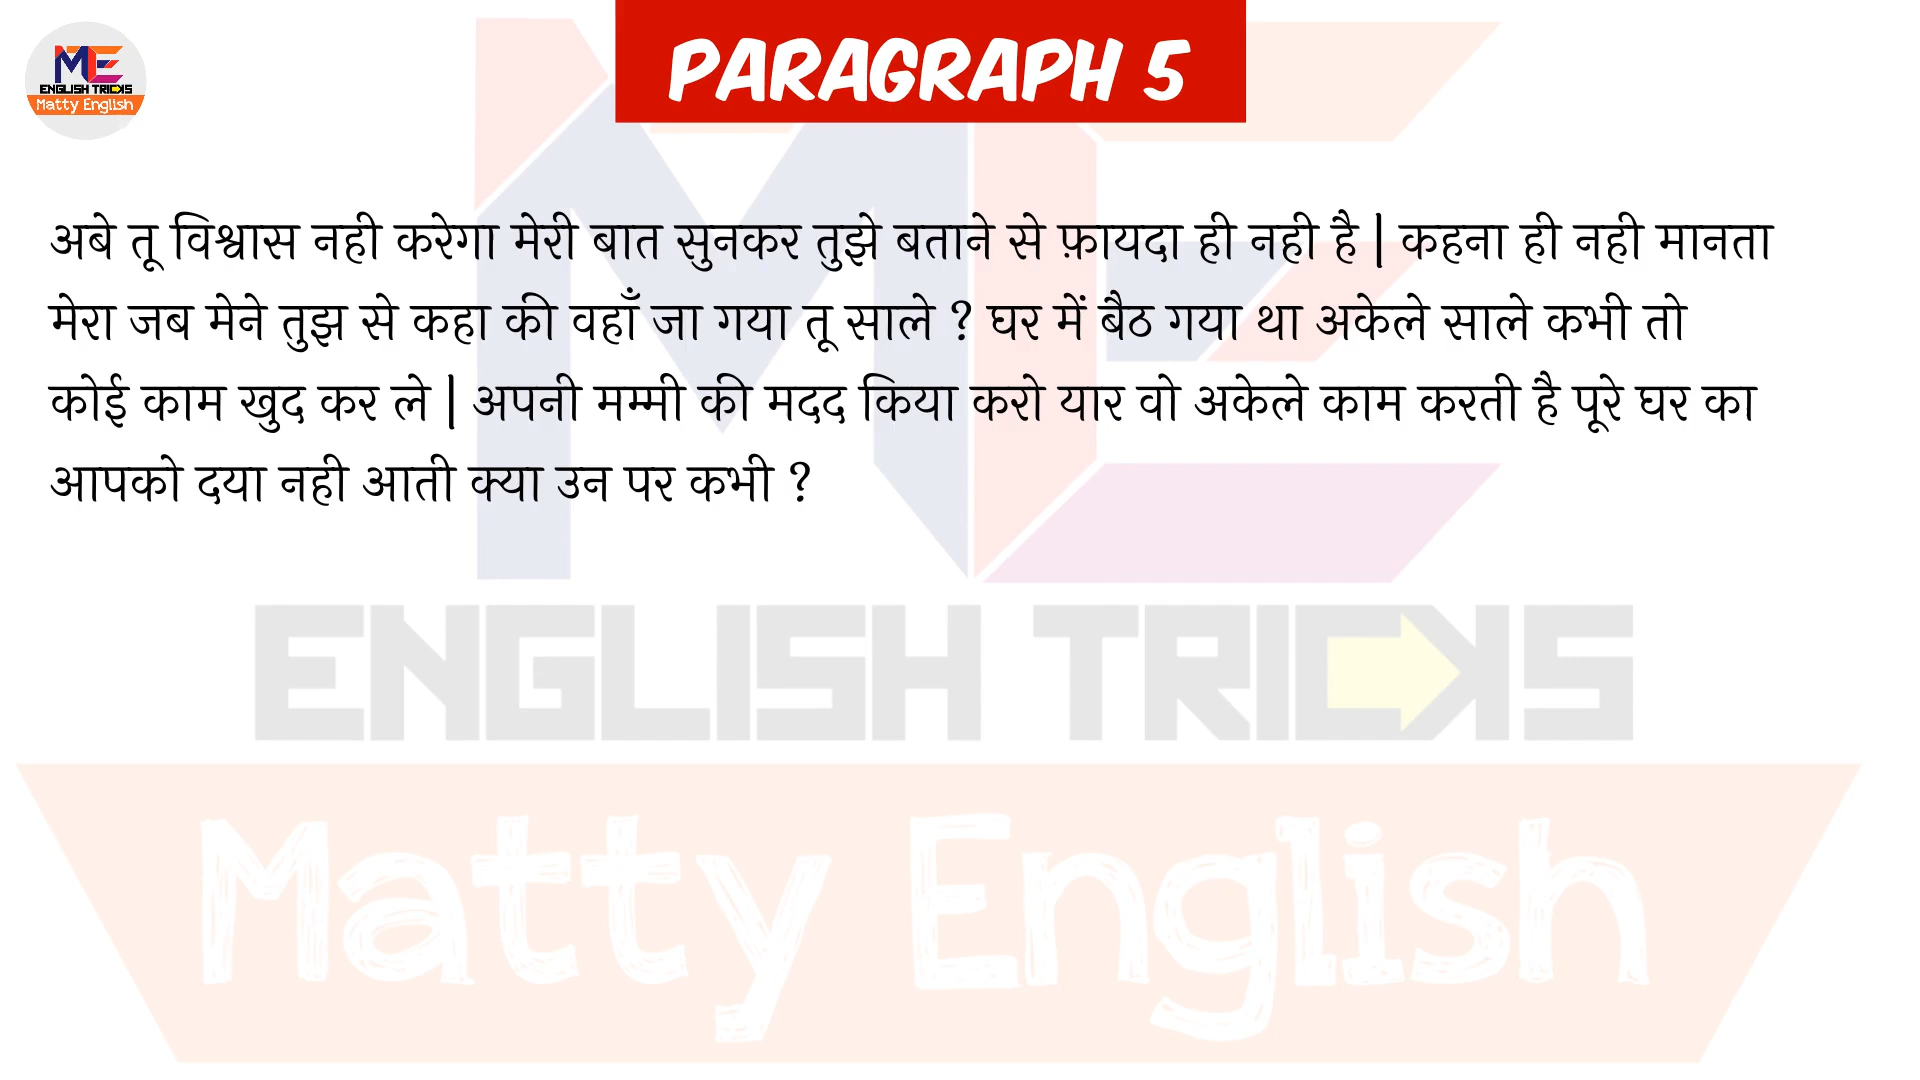 ME
ENGLISH TRICKS
Matty English
PARAGRAPH 5
अबे तू विश्वास नही करेगा मेरी बात सुनकर तुझे बताने से फ़ायदा ही नही है | कहना ही नही मानता
मेरा जब मेने तुझ से कहा की वहाँ जा गया तू साले ? घर में बैठ गया था अकेले साले कभी तो
कोई काम खुद कर ले | अपनी मम्मी की मदद किया करो यार वो अकेले काम करती है पूरे घर का
आपको दया नही आती क्या उन पर कभी ?
ME
ENGLISH TRICKS
Matty English